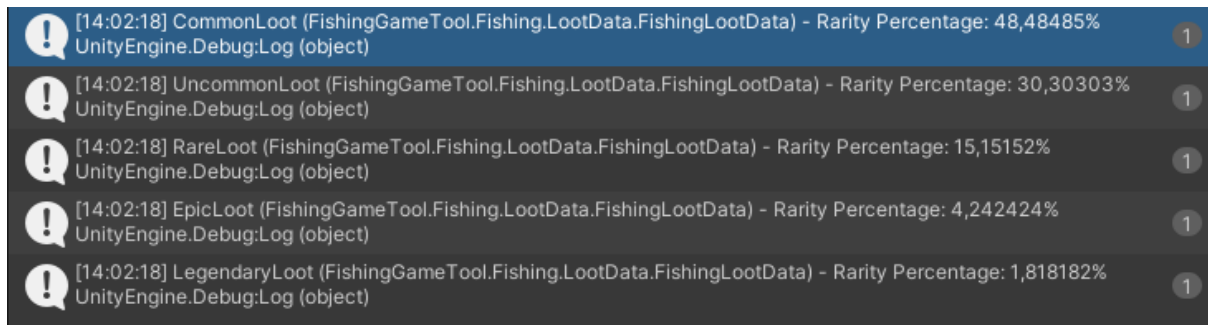 [14:02:18] CommonLoot (FishingGameTool.Fishing.LootData.FishingLootData) - Rarity Percentage: 48,48485%
UnityEngine.Debug:Log (object)
1
[14:02:18] UncommonLoot (FishingGameTool.Fishing.LootData.FishingLootData) - Rarity Percentage: 30,30303%
UnityEngine.Debug:Log (object)
1
[14:02:18] RareLoot (FishingGameTool.Fishing.LootData.FishingLootData) - Rarity Percentage: 15,15152%
UnityEngine.Debug:Log (object)
1
[14:02:18] EpicLoot (FishingGameTool.Fishing.LootData.FishingLootData) - Rarity Percentage: 4,242424%
UnityEngine.Debug:Log (object)
1
[14:02:18] LegendaryLoot (FishingGameTool.Fishing.LootData.FishingLootData) - Rarity Percentage: 1,818182%
UnityEngine.Debug:Log (object)
1